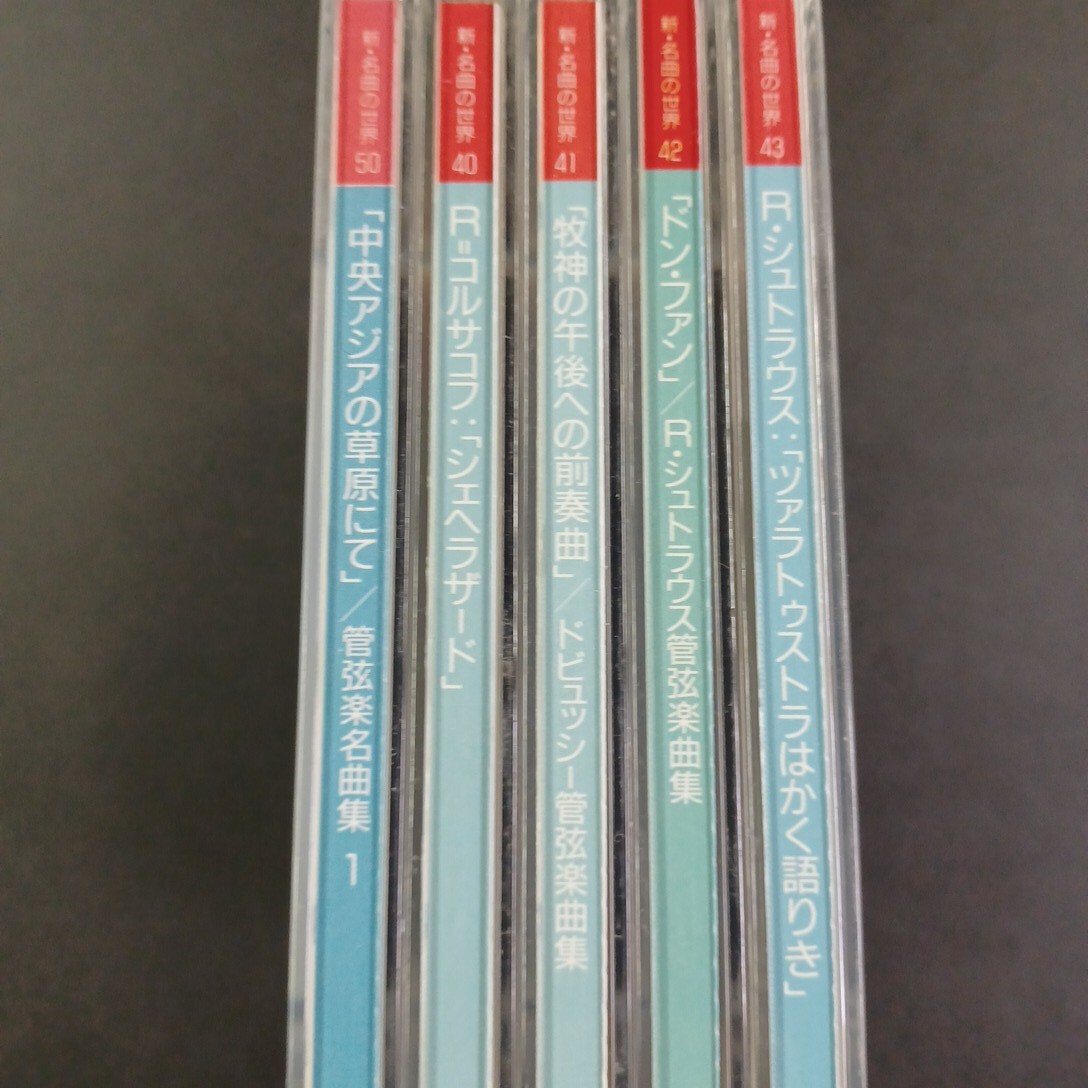 新・名曲の世界 50
「中央アジアの草原にて」／管弦楽名曲集 1
新・名曲の世界 40
R=コルサコフ：「シェヘラザード」
新・名曲の世界 41
「牧神の午後への前奏曲」／ドビュッシー管弦楽曲集
新・名曲の世界 42
「ドン・ファン」／R・シュトラウス管弦楽曲集
新・名曲の世界 43
R・シュトラウス：「ツァラトゥストラはかく語りき」